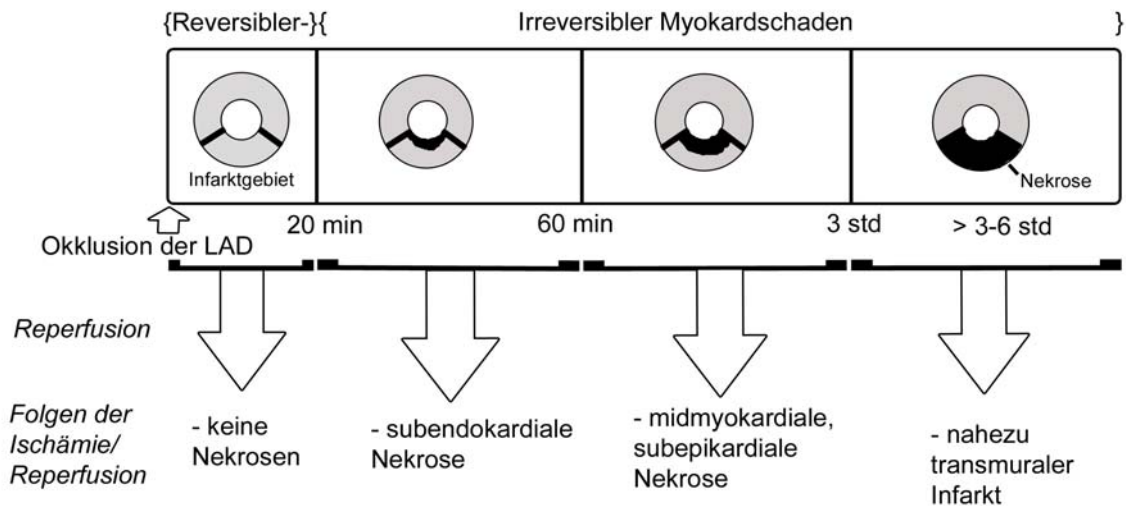 {Reversibler-}{ Irreversibler Myokardschaden }
Infarktgebiet
Nekrose
20 min 60 min 3 std > 3-6 std
Okklusion der LAD
Reperfusion
Folgen der
Ischämie/
Reperfusion
- keine
Nekrosen
- subendokardiale
Nekrose
- midmyokardiale,
subepikardiale
Nekrose
- nahezu
transmuraler
Infarkt